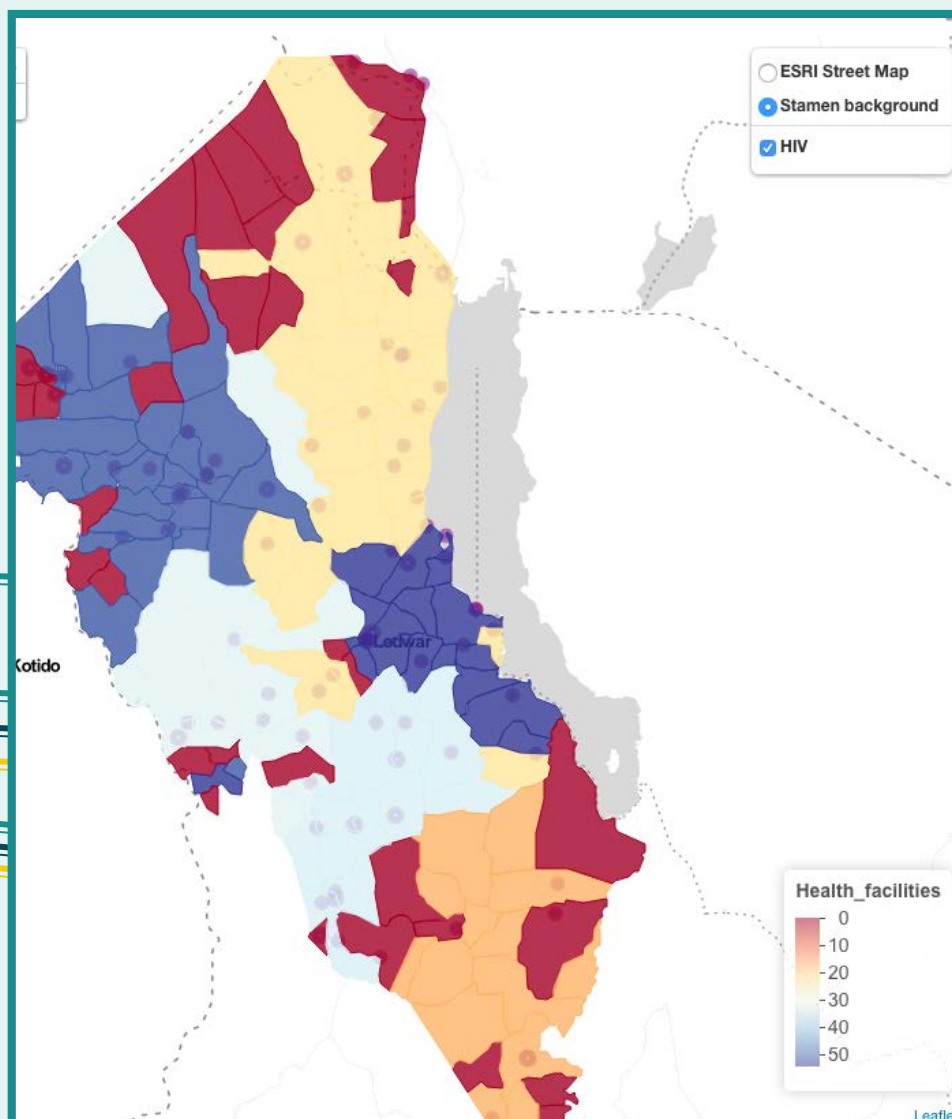 ESRI Street Map
Stamen background
HIV
Lodwar
Kotido
Health_facilities
0
10
20
30
40
50